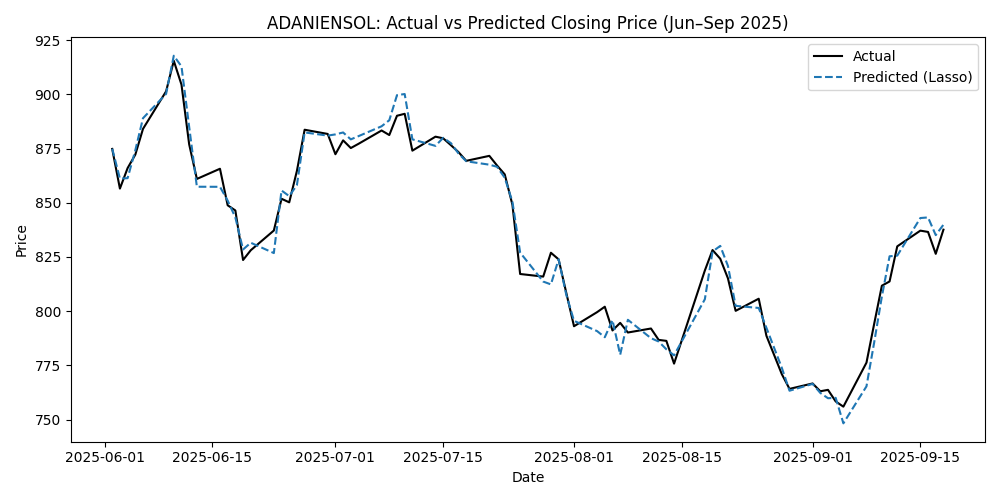 ADANIENSOL: Actual vs Predicted Closing Price (Jun–Sep 2025)
Actual
Predicted (Lasso)
Price
925
900
875
850
825
800
775
750
2025-06-01 2025-06-15 2025-07-01 2025-07-15 2025-08-01 2025-08-15 2025-09-01 2025-09-15
Date